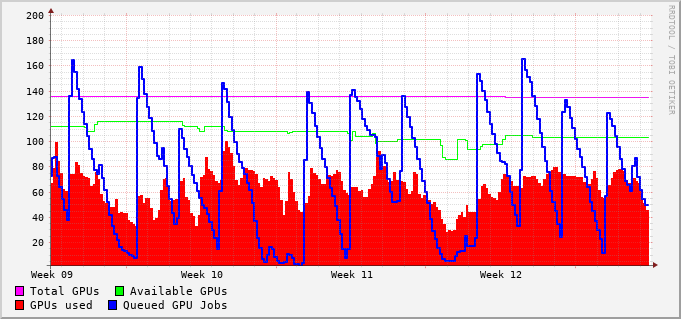 200
180
160
140
120
100
80
60
40
20
Week 09 Week 10 Week 11 Week 12
Total GPUs Available GPUs
GPUs used Queued GPU Jobs
RRDTOOL / TOBI OETIKER